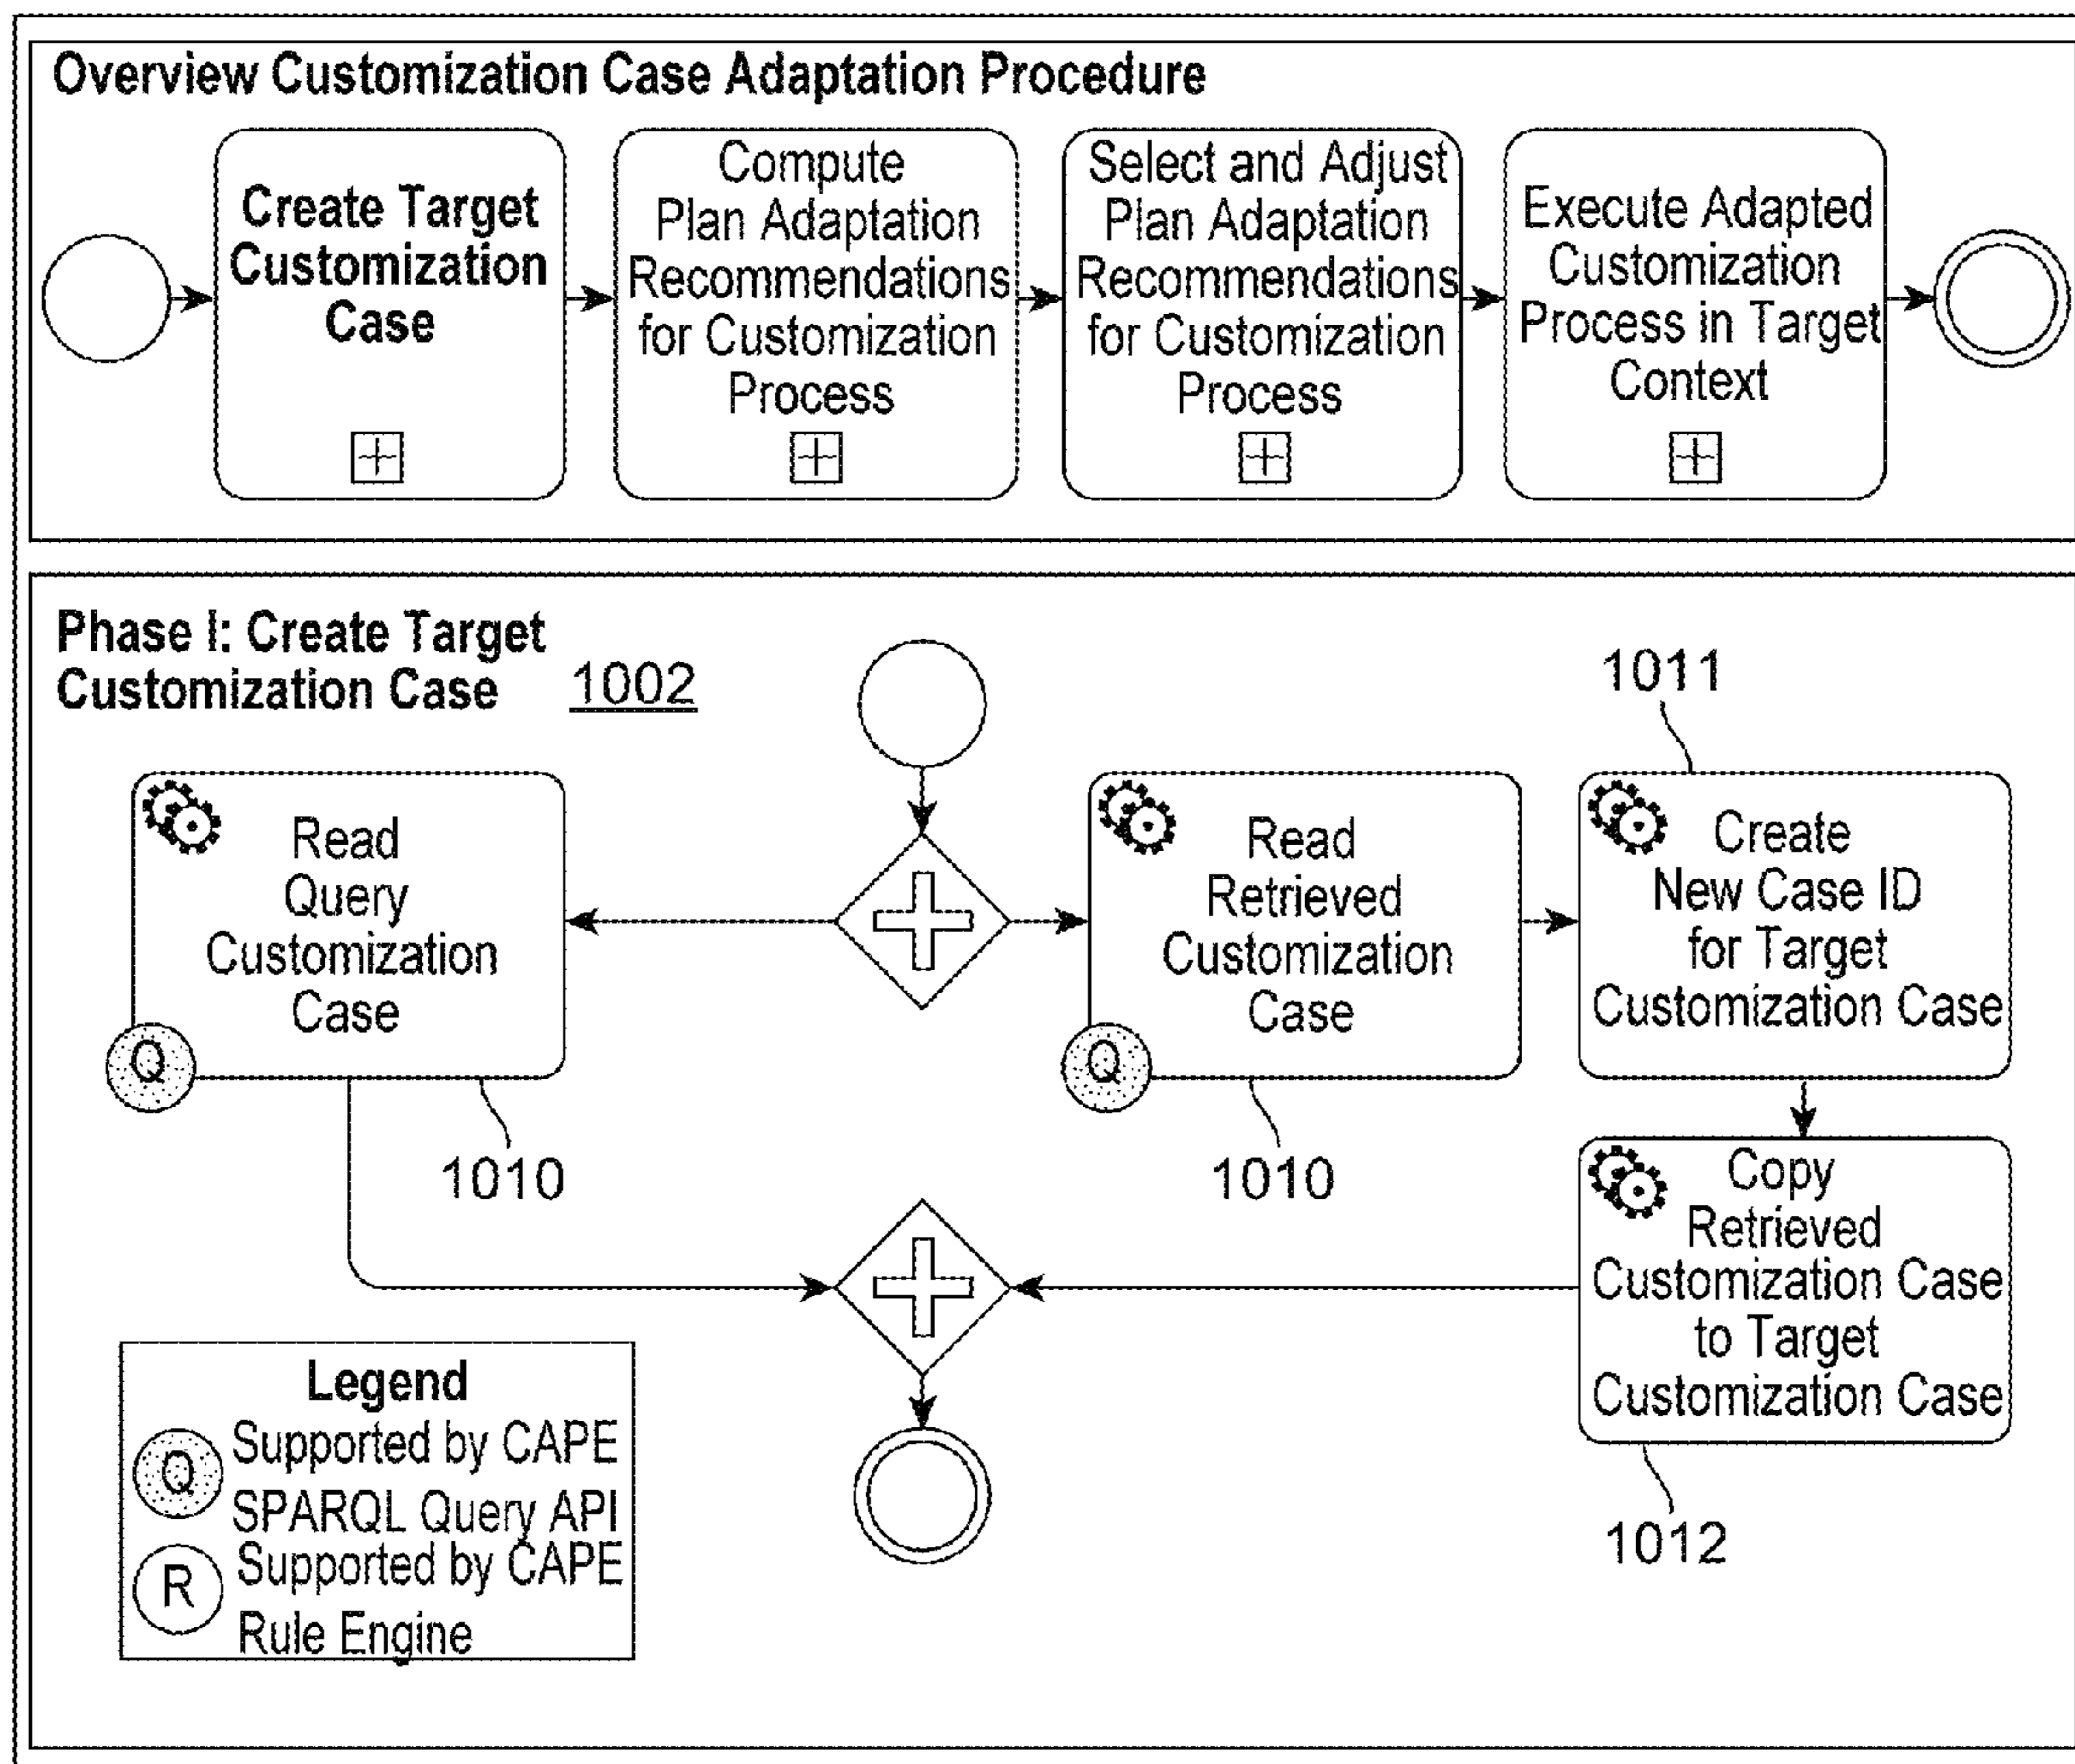 Overview Customization Case Adaptation Procedure
Create Target
Customization
Case
Compute
Plan Adaptation
Recommendations
for Customization
Process
Select and Adjust
Plan Adaptation
Recommendations
for Customization
Process
Execute Adapted
Customization
Process in Target
Context
Phase I: Create Target
Customization Case 1002
1011
Read
Query
Customization
Case
Q
1010
Read
Retrieved
Customization
Case
Q
1010
Create
New Case ID
for Target
Customization Case
Copy
Retrieved
Customization Case
to Target
Customization Case
1012
Legend
Q Supported by CAPE
SPARQL Query API
R Supported by CAPE
Rule Engine